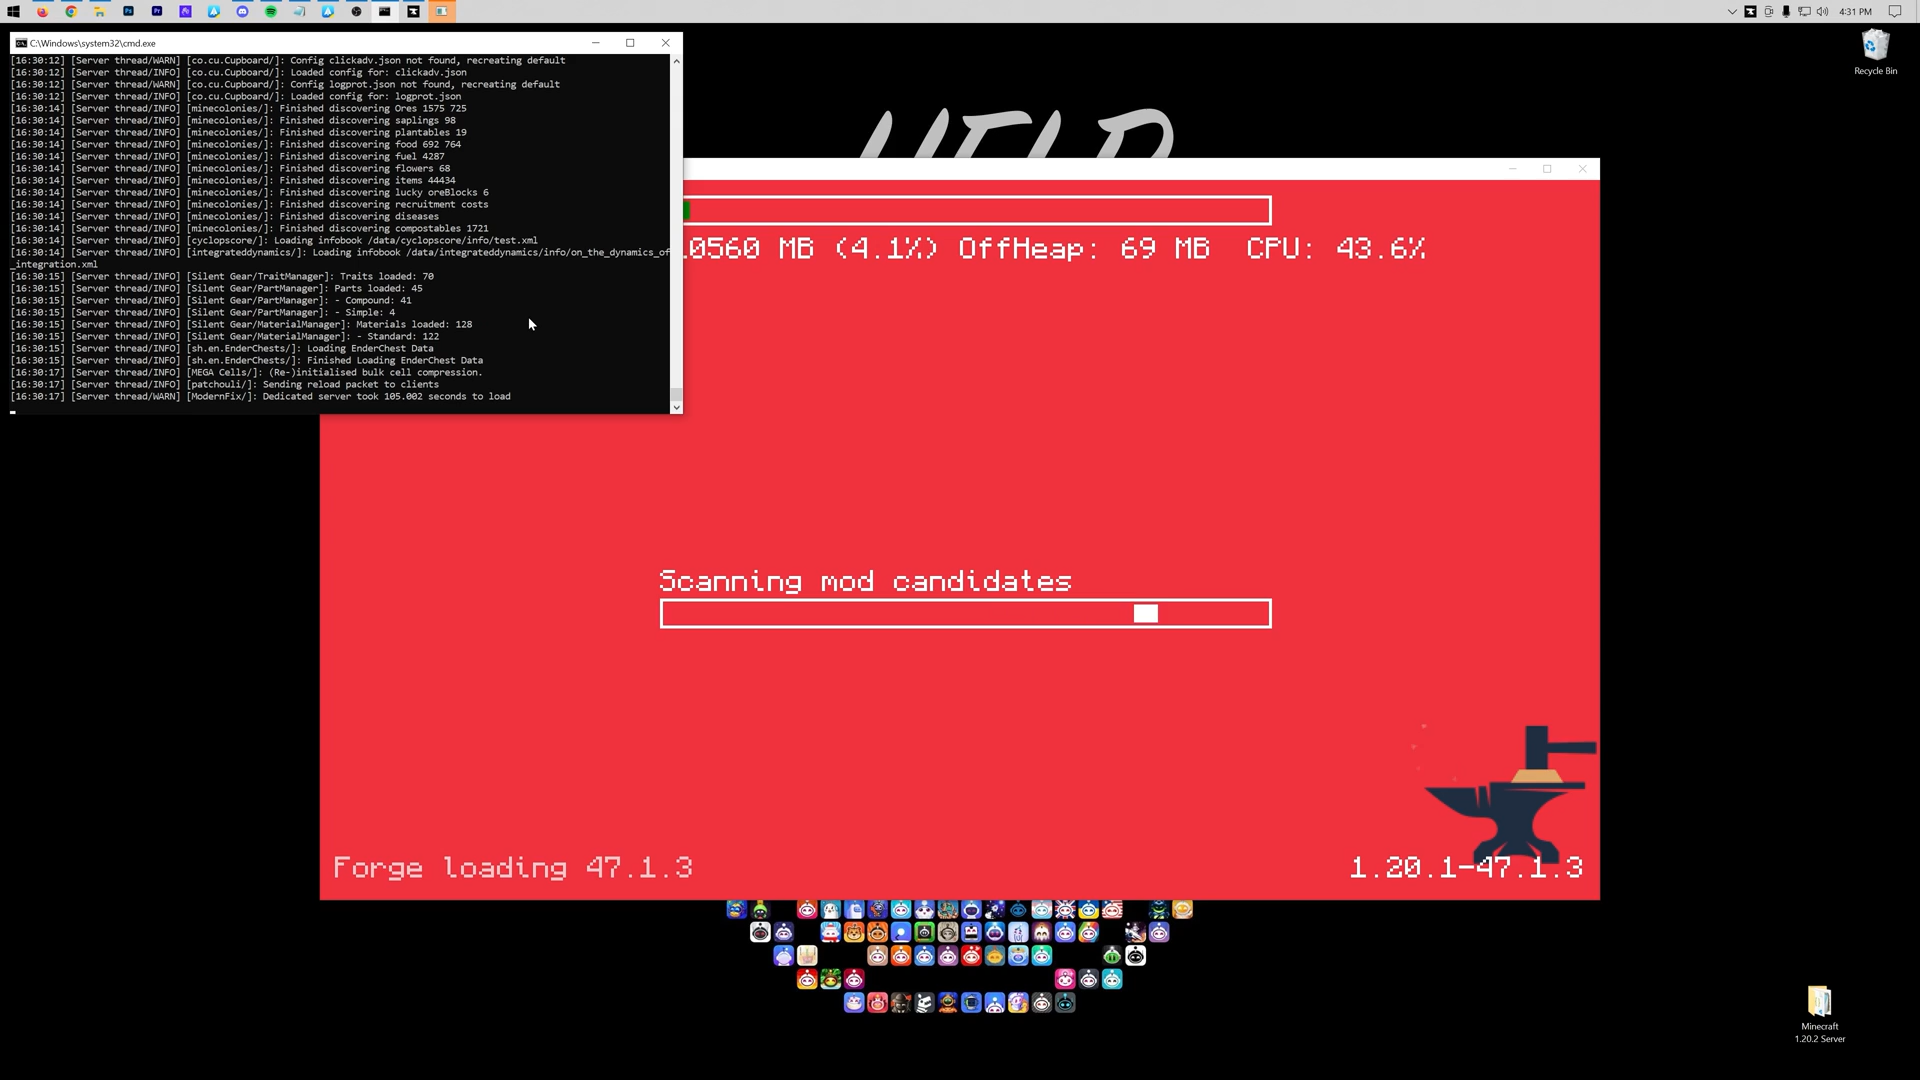 4:31 PM
C:\Windows\system32\cmd.exe
[16:30:12] [Server thread/WARN] [co.cu.Cupboard/]: Config clickadv.json not found, recreating default
[16:30:12] [Server thread/INFO] [co.cu.Cupboard/]: Loaded config for: clickadv.json
[16:30:12] [Server thread/WARN] [co.cu.Cupboard/]: Config logprot.json not found, recreating default
[16:30:12] [Server thread/INFO] [co.cu.Cupboard/]: Loaded config for: logprot.json
[16:30:14] [Server thread/INFO] [minecolonies/]: Finished discovering Ores 1575 725
[16:30:14] [Server thread/INFO] [minecolonies/]: Finished discovering saplings 98
[16:30:14] [Server thread/INFO] [minecolonies/]: Finished discovering plantables 19
[16:30:14] [Server thread/INFO] [minecolonies/]: Finished discovering food 692 764
[16:30:14] [Server thread/INFO] [minecolonies/]: Finished discovering fuel 4287
[16:30:14] [Server thread/INFO] [minecolonies/]: Finished discovering flowers 68
[16:30:14] [Server thread/INFO] [minecolonies/]: Finished discovering items 44434
[16:30:14] [Server thread/INFO] [minecolonies/]: Finished discovering lucky oreBlocks 6
[16:30:14] [Server thread/INFO] [minecolonies/]: Finished discovering recruitment costs
[16:30:14] [Server thread/INFO] [minecolonies/]: Finished discovering diseases
[16:30:14] [Server thread/INFO] [minecolonies/]: Finished discovering compostables 1721
[16:30:14] [Server thread/INFO] [cyclopscore/]: Loading infobook /data/cyclopscore/info/test.xml
[16:30:14] [Server thread/INFO] [integrateddynamics/]: Loading infobook /data/integrateddynamics/info/on_the_dynamics_of
_integration.xml
[16:30:15] [Server thread/INFO] [Silent Gear/TraitManager]: Traits loaded: 70
[16:30:15] [Server thread/INFO] [Silent Gear/PartManager]: Parts loaded: 45
[16:30:15] [Server thread/INFO] [Silent Gear/PartManager]: - Compound: 41
[16:30:15] [Server thread/INFO] [Silent Gear/PartManager]: - Simple: 4
[16:30:15] [Server thread/INFO] [Silent Gear/MaterialManager]: Materials loaded: 128
[16:30:15] [Server thread/INFO] [Silent Gear/MaterialManager]: - Standard: 122
[16:30:15] [Server thread/INFO] [sh.en.EnderChests/]: Loading EnderChest Data
[16:30:15] [Server thread/INFO] [sh.en.EnderChests/]: Finished Loading EnderChest Data
[16:30:17] [Server thread/INFO] [MEGA Cells/]: (Re-)initialised bulk cell compression.
[16:30:17] [Server thread/INFO] [patchouli/]: Sending reload packet to clients
[16:30:17] [Server thread/WARN] [ModernFix/]: Dedicated server took 105.002 seconds to load
Recycle Bin
HELP
.0560 MB (4.1%) OffHeap: 69 MB CPU: 43.6%
Scanning mod candidates
Forge loading 47.1.3
1.20.1-47.1.3
Minecraft
1.20.2 Server